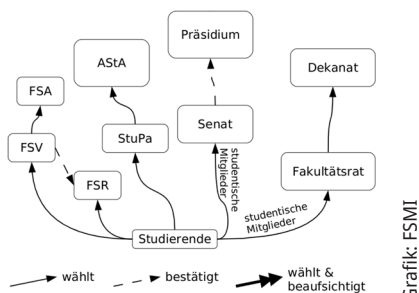 Präsidium
AStA
Dekanat
FSA
StuPa
Senat
FSV
FSR
Fakultätsrat
studentische
Mitglieder
studentische
Mitglieder
Studierende
wählt
bestätigt
wählt &
beaufsichtigt
Grafik: FSMI